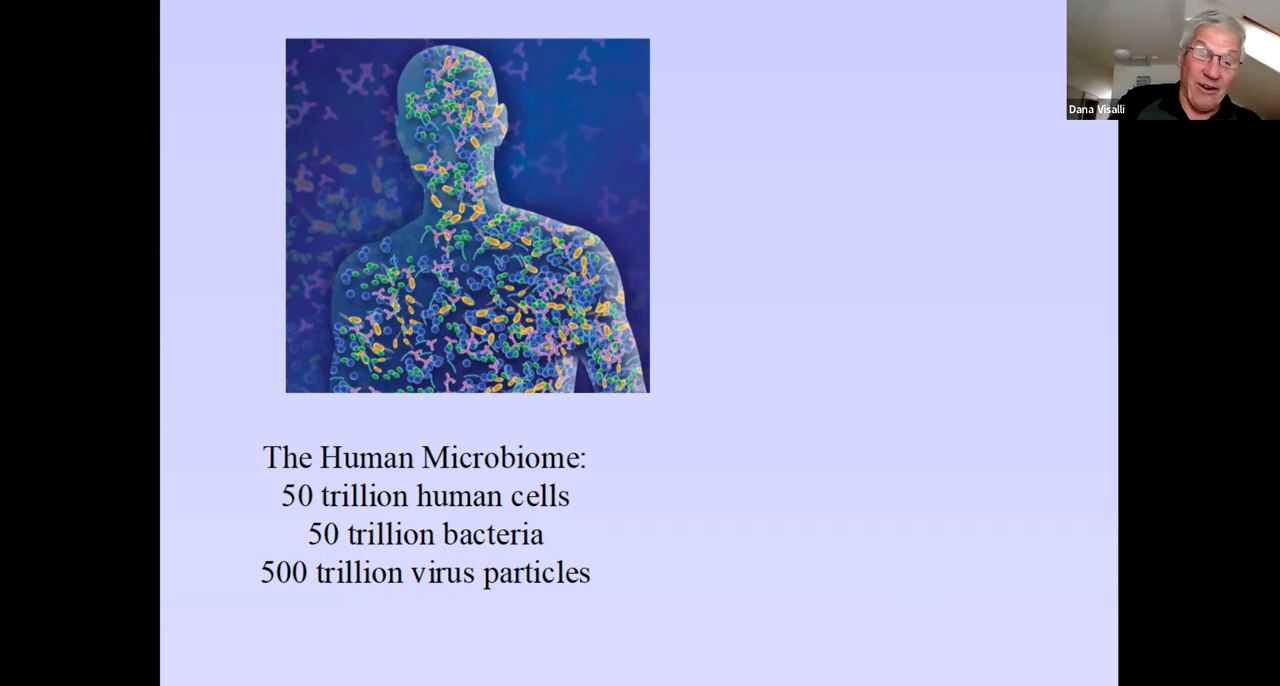 Dana Visalli
The Human Microbiome:
50 trillion human cells
50 trillion bacteria
500 trillion virus particles